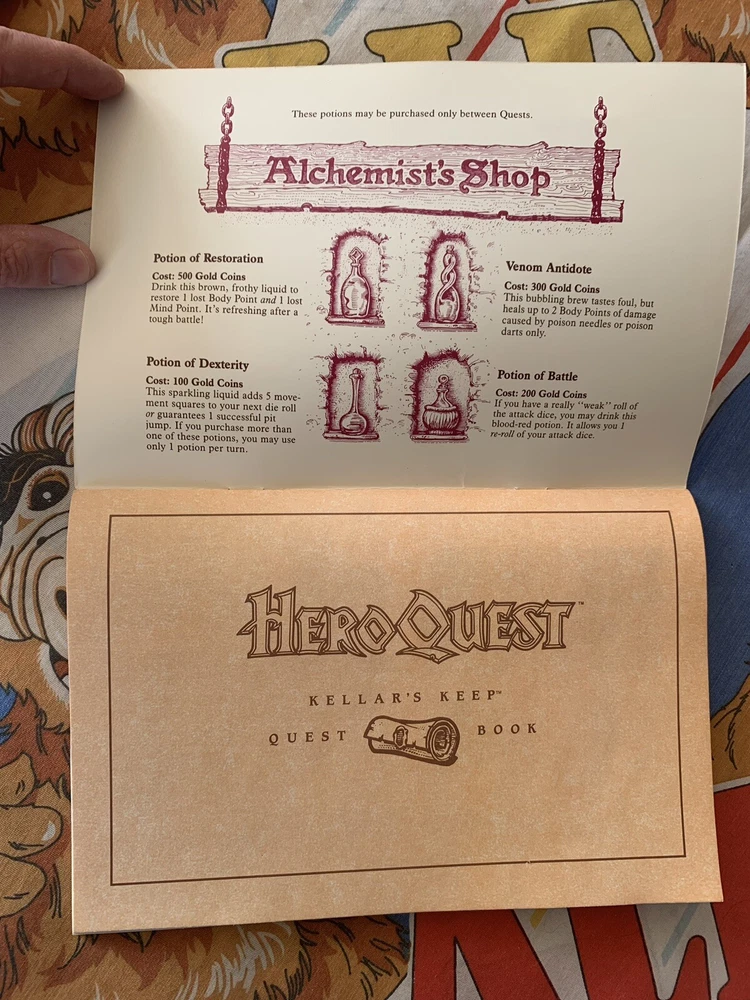 These potions may be purchased only between Quests.
Alchemist's Shop
Potion of Restoration
Cost: 500 Gold Coins
Drink this brown, frothy liquid to
restore 1 lost Body Point and 1 lost
Mind Point. It's refreshing after a
tough battle!
Venom Antidote
Cost: 300 Gold Coins
This bubbling brew tastes foul, but
heals up to 2 Body Points of damage
caused by poison needles or poison
darts only.
Potion of Dexterity
Cost: 100 Gold Coins
This sparkling liquid adds 5 move-
ment squares to your next die roll
or guarantees 1 successful pit
jump. If you purchase more than
one of these potions, you may use
only 1 potion per turn.
Potion of Battle
Cost: 200 Gold Coins
If you have a really "weak" roll of
the attack dice, you may drink this
blood-red potion. It allows you 1
re-roll of your attack dice.
HEROQUEST™
KELLAR'S KEEP™
QUEST BOOK